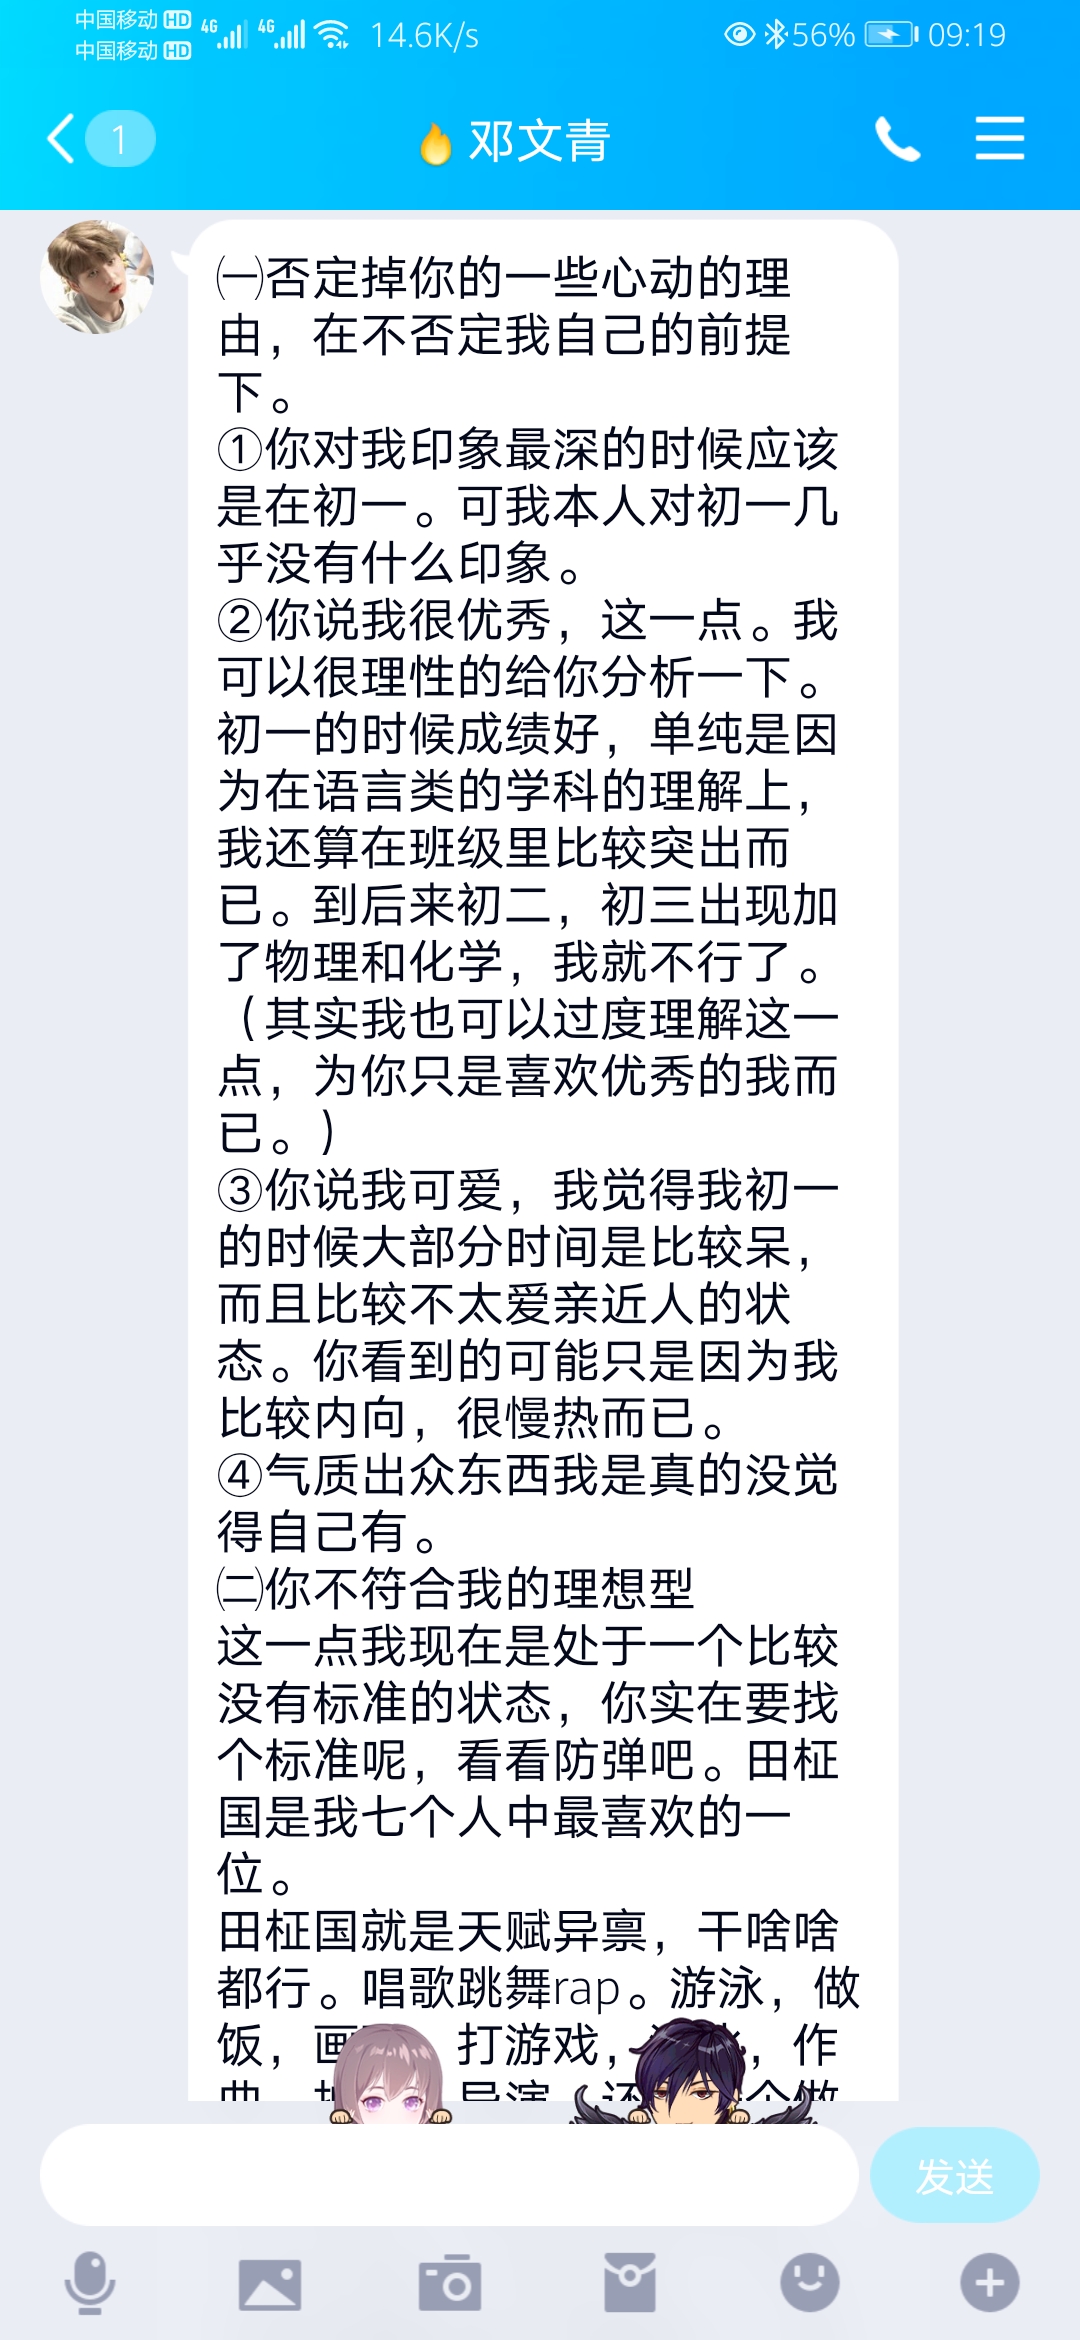 中国移动 HD
中国移动 HD
4G 4G 14.6K/s 56% 09:19
1 邓文青
㈠否定掉你的一些心动的理
由，在不否定我自己的前提
下。
①你对我印象最深的时候应该
是在初一。可我本人对初一几
乎没有什么印象。
②你说我很优秀，这一点。我
可以很理性的给你分析一下。
初一的时候成绩好，单纯是因
为在语言类的学科的理解上，
我还算在班级里比较突出而
已。到后来初二，初三出现加
了物理和化学，我就不行了。
（其实我也可以过度理解这一
点，为你只是喜欢优秀的我而
已。）
③你说我可爱，我觉得我初一
的时候大部分时间是比较呆，
而且比较不太爱亲近人的状
态。你看到的可能只是因为我
比较内向，很慢热而已。
④气质出众东西我是真的没觉
得自己有。
㈡你不符合我的理想型
这一点我现在是处于一个比较
没有标准的状态，你实在要找
个标准呢，看看防弹吧。田柾
国是我七个人中最喜欢的一
位。
田柾国就是天赋异禀，干啥啥
都行。唱歌跳舞rap。游泳，做
饭，画 打游戏， ，作
曲 导演 还 个做
发送